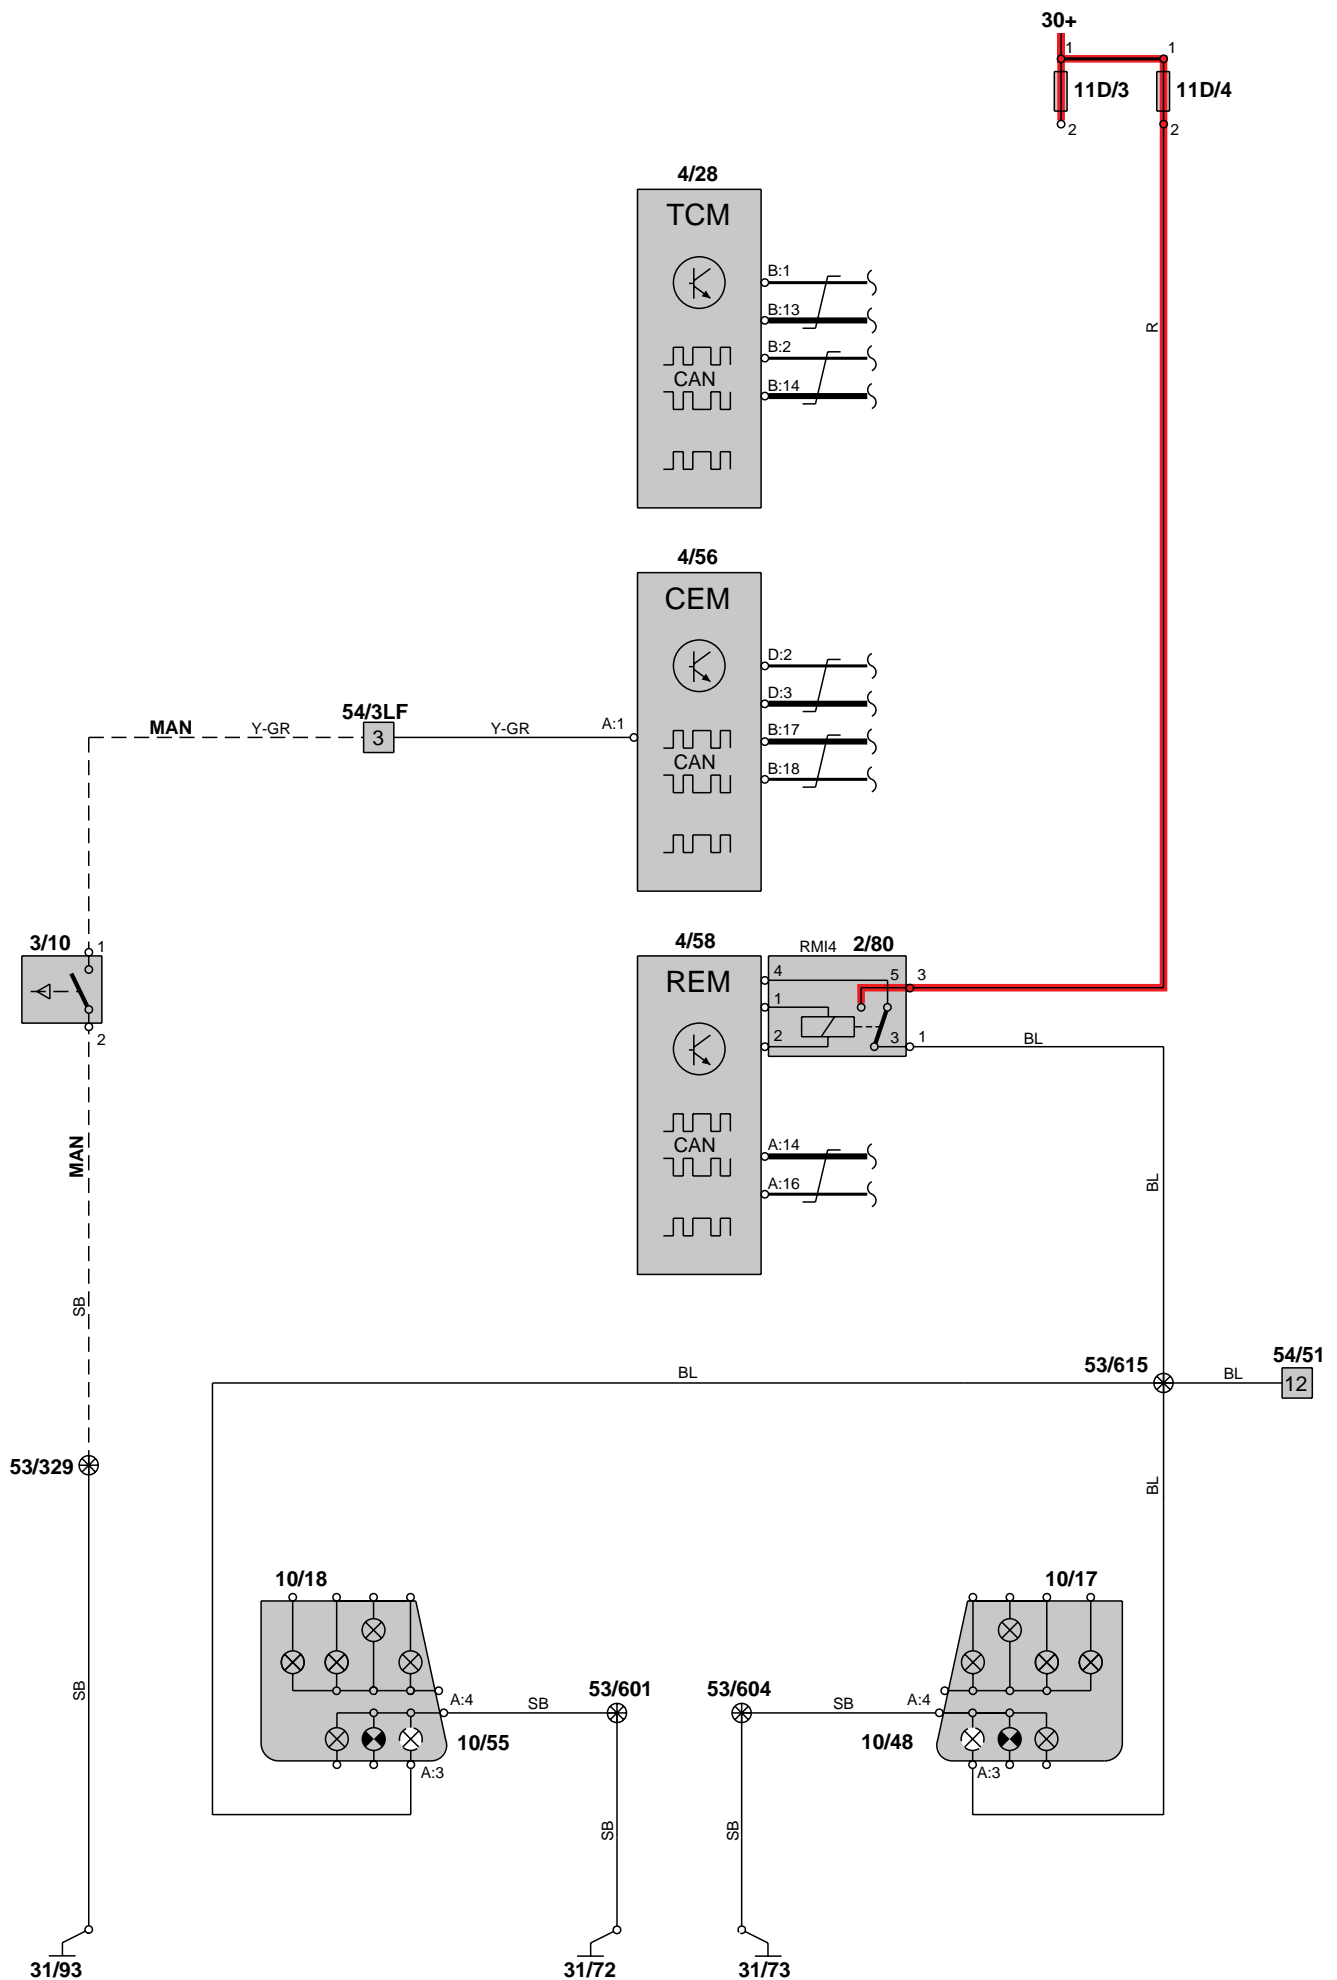 30+
1
1
11D/3
11D/4
2
2
4/28
TCM
B:1
B:13
R
B:2
CAN
B:14
4/56
CEM
D:2
D:3
54/3LF
MAN
Y-GR
3
Y-GR
A:1
B:17
CAN
B:18
3/10
1
4/58
RMI4
2/80
REM
4
5
3
1
2
2
3
1
BL
MAN
CAN
A:14
BL
A:16
SB
53/615
54/51
BL
BL
12
53/329
BL
10/18
10/17
SB
A:4
SB
53/601
53/604
SB
A:4
10/55
10/48
A:3
A:3
SB
SB
31/93
31/72
31/73